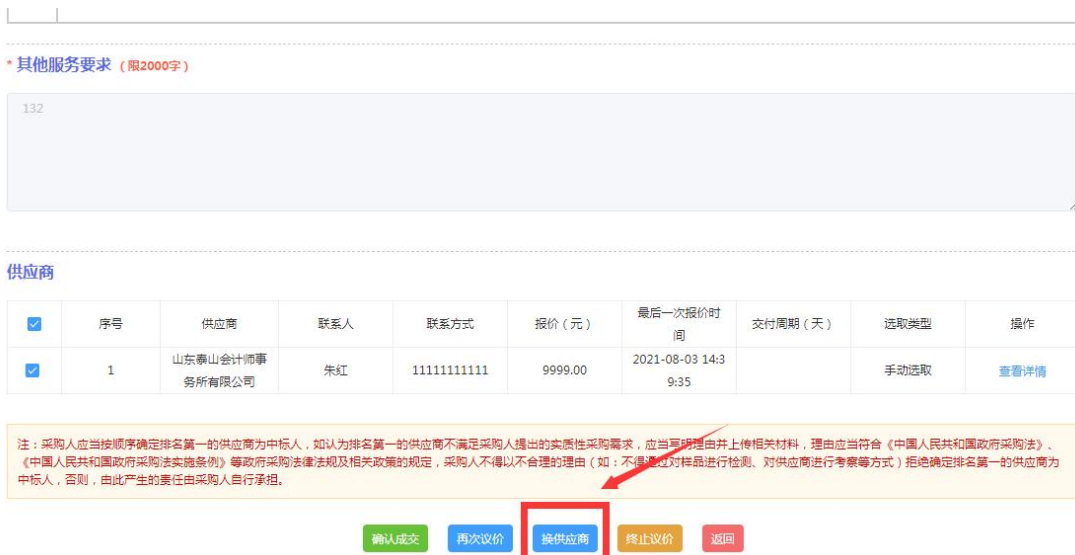 * 其他服务要求 （限2000字）
132
供应商
序号 供应商 联系人 联系方式 报价（元） 最后一次报价时 交付周期（天） 选取类型 操作
间
1 山东泰山会计师事 朱红 11111111111 9999.00 2021-08-03 14:3 手动选取 查看详情
务所有限公司 9:35
注：采购人应当按顺序确定排名第一的供应商为中标人，如认为排名第一的供应商不满足采购人提出的实质性采购需求，应当写明理由并上传相关材料，理由应当符合《中国人民共和国政府采购法》、
《中国人民共和国政府采购法实施条例》等政府采购法律法规及相关政策的规定，采购人不得以不合理的理由（如：不得通过对样品进行检测、对供应商进行考察等方式）拒绝确定排名第一的供应商为
中标人，否则，由此产生的责任由采购人自行承担。
确认成交 再次议价 换供应商 终止议价 返回